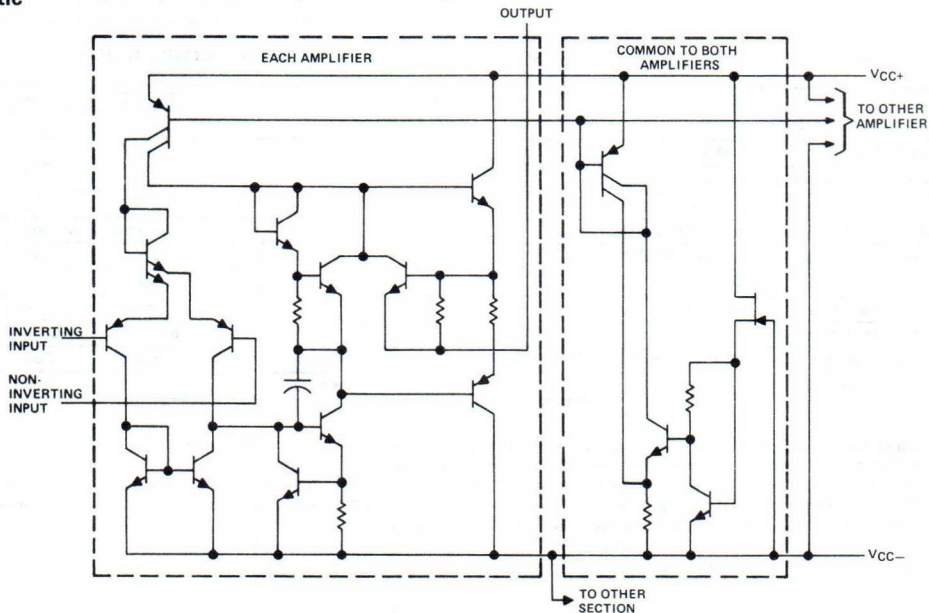 OUTPUT
EACH AMPLIFIER
COMMON TO BOTH
AMPLIFIERS
VCC+
TO OTHER
AMPLIFIER
INVERTING
INPUT
NON-
INVERTING
INPUT
VCC−
TO OTHER
SECTION